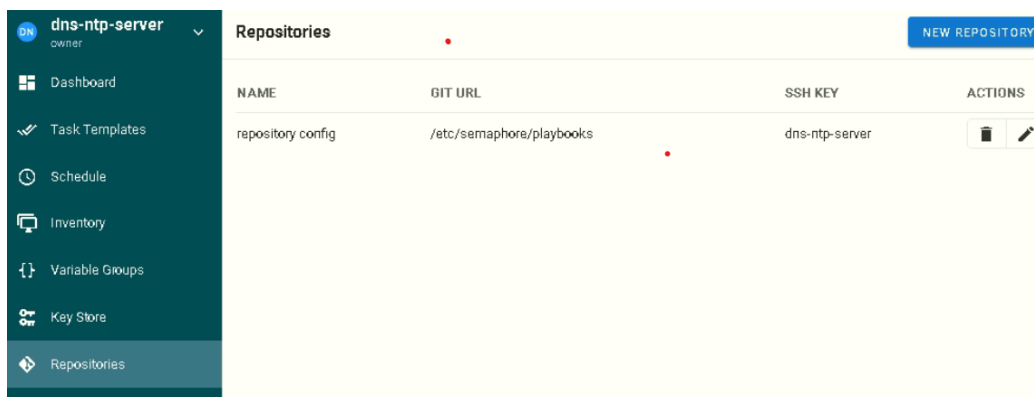 DN
dns-ntp-server
owner
Dashboard
Task Templates
Schedule
Inventory
Variable Groups
Key Store
Repositories
Repositories
NEW REPOSITORY
NAME GIT URL SSH KEY ACTIONS
repository config /etc/semaphore/playbooks dns-ntp-server